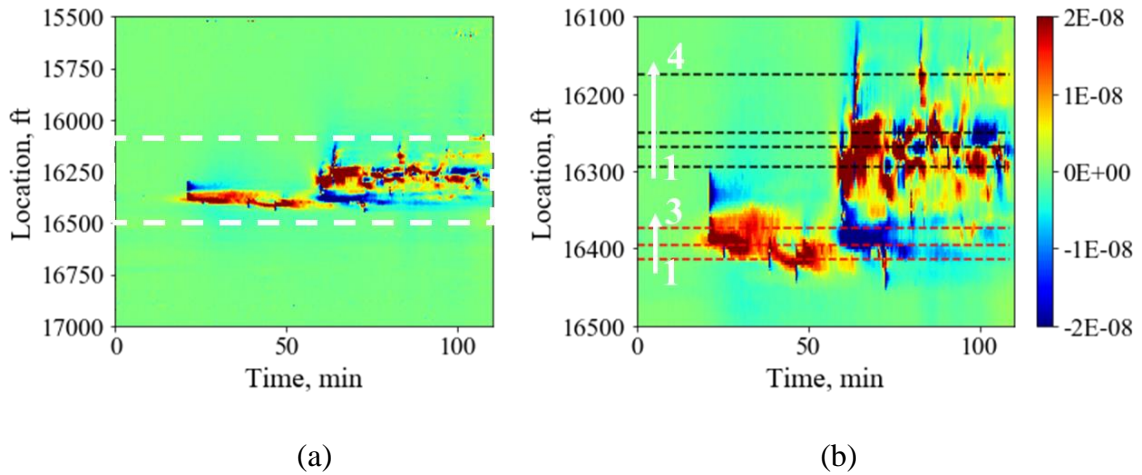 15500
15750
16000
16250
16500
16750
17000
Location, ft
0 50 100
Time, min
(a)
16100
16200
16300
16400
16500
Location, ft
4
1
3
1
0 50 100
Time, min
(b)
2E-08
1E-08
0E+00
-1E-08
-2E-08